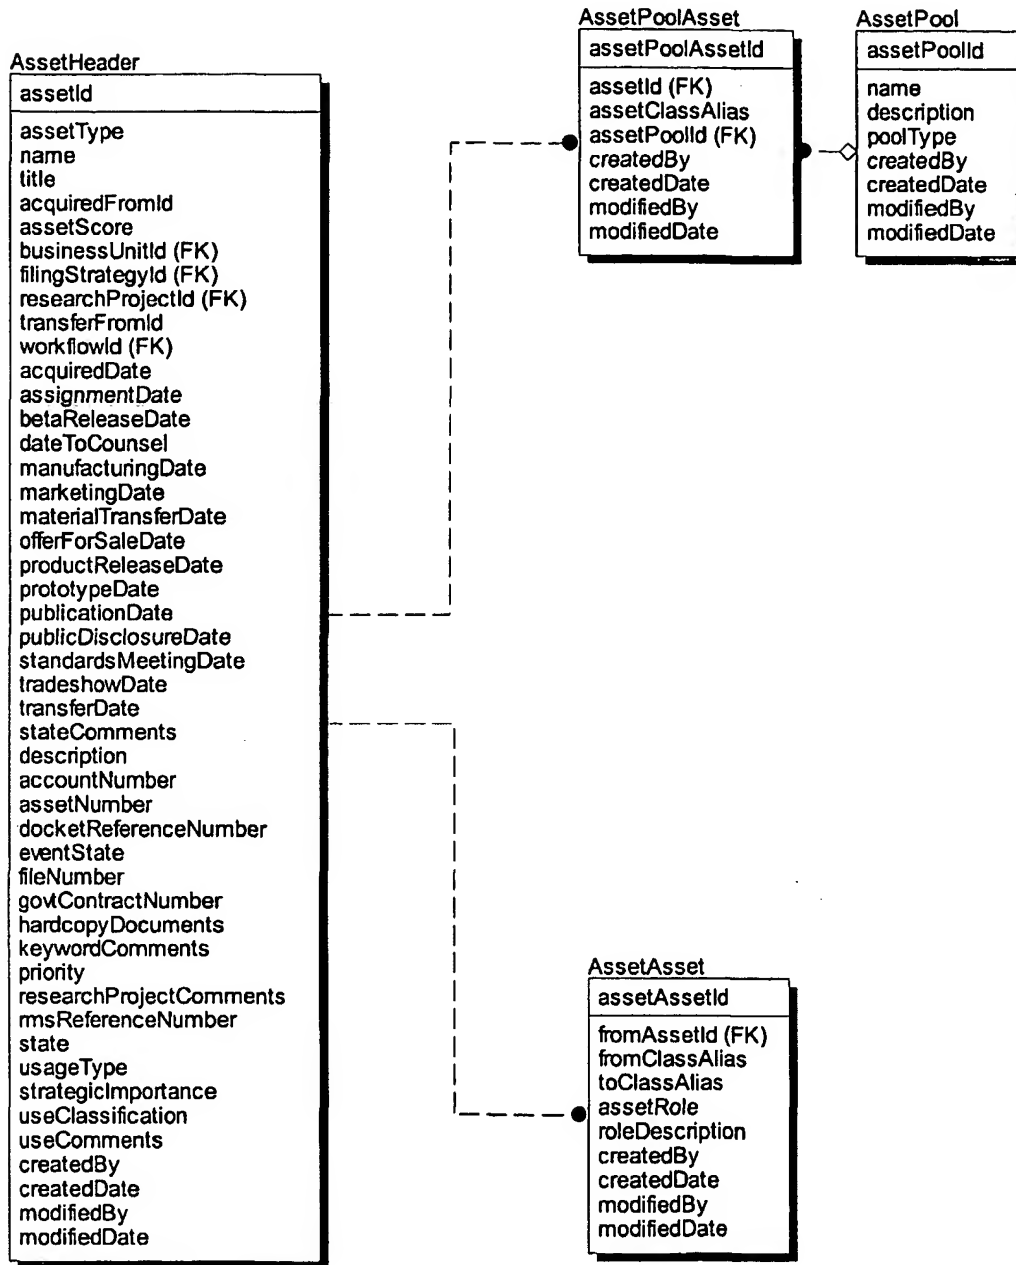 AssetHeader
assetId
assetType
name
title
acquiredFromId
assetScore
businessUnitId (FK)
filingStrategyId (FK)
researchProjectId (FK)
transferFromId
workflowId (FK)
acquiredDate
assignmentDate
betaReleaseDate
dateToCounsel
manufacturingDate
marketingDate
materialTransferDate
offerForSaleDate
productReleaseDate
prototypeDate
publicationDate
publicDisclosureDate
standardsMeetingDate
tradeshowDate
transferDate
stateComments
description
accountNumber
assetNumber
docketReferenceNumber
eventState
fileNumber
govtContractNumber
hardcopyDocuments
keywordComments
priority
researchProjectComments
rmsReferenceNumber
state
usageType
strategicImportance
useClassification
useComments
createdBy
createdDate
modifiedBy
modifiedDate
AssetPoolAsset
assetPoolAssetId
assetId (FK)
assetClassAlias
assetPoolId (FK)
createdBy
createdDate
modifiedBy
modifiedDate
AssetPool
assetPoolId
name
description
poolType
createdBy
createdDate
modifiedBy
modifiedDate
AssetAsset
assetAssetId
fromAssetId (FK)
fromClassAlias
toClassAlias
assetRole
roleDescription
createdBy
createdDate
modifiedBy
modifiedDate